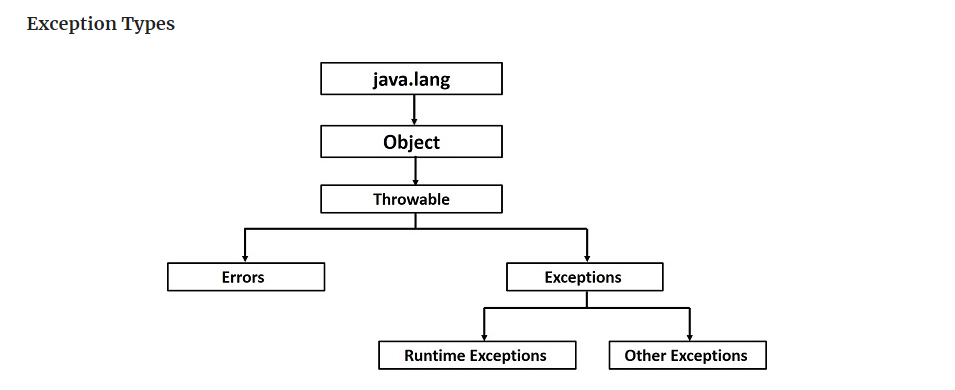 Exception Types
java.lang
Object
Throwable
Errors
Exceptions
Runtime Exceptions
Other Exceptions